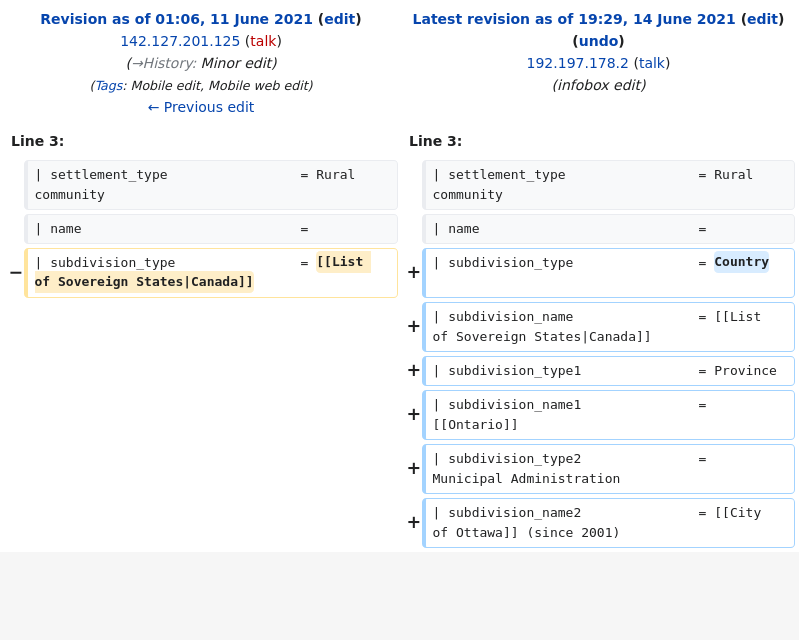 Revision as of 01:06, 11 June 2021 (edit)
142.127.201.125 (talk)
(→History: Minor edit)
(Tags: Mobile edit, Mobile web edit)
← Previous edit
Latest revision as of 19:29, 14 June 2021 (edit)
(undo)
192.197.178.2 (talk)
(infobox edit)
Line 3:
Line 3:
| settlement_type = Rural
community
| settlement_type = Rural
community
| name =
| name =
− | subdivision_type = [[List
of Sovereign States|Canada]]
+ | subdivision_type = Country
+ | subdivision_name = [[List
of Sovereign States|Canada]]
+ | subdivision_type1 = Province
+ | subdivision_name1 =
[[Ontario]]
+ | subdivision_type2 =
Municipal Administration
+ | subdivision_name2 = [[City
of Ottawa]] (since 2001)